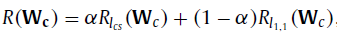 R(W_c) = αR_{l_{cs}}(W_c) + (1 − α)R_{l_{1,1}}(W_c),